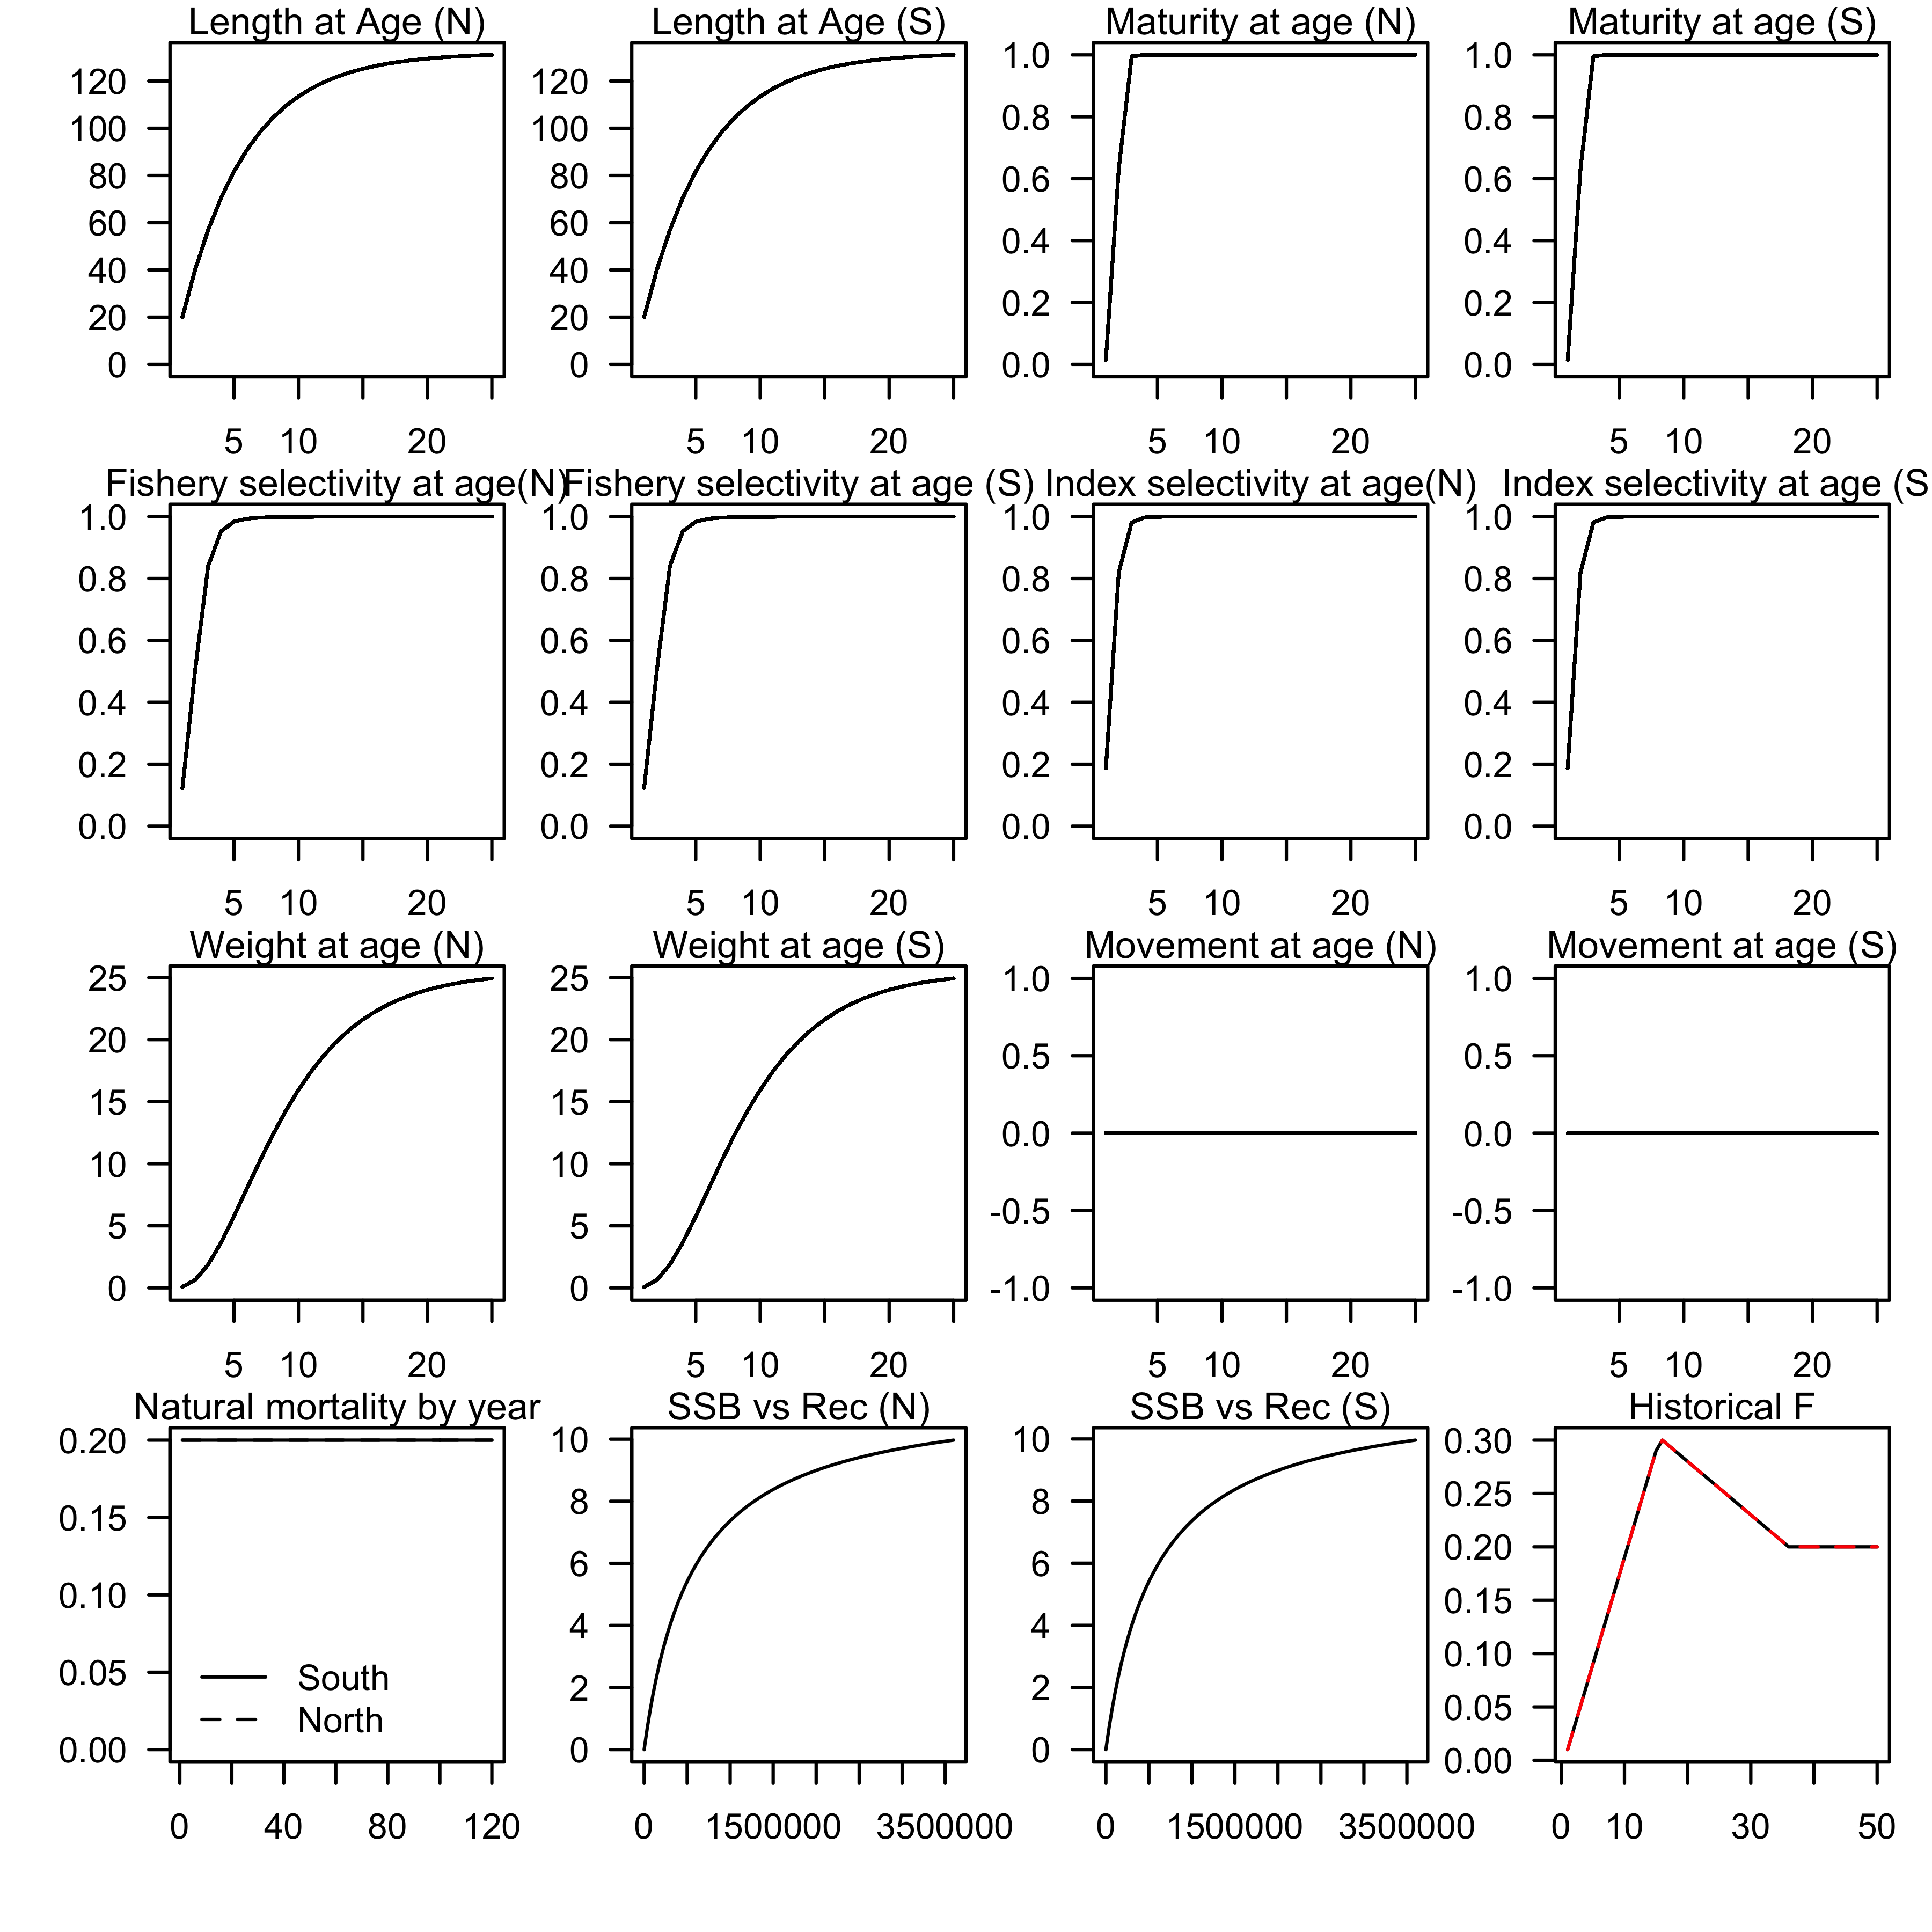 Length at Age (N)
Length at Age (S)
Maturity at age (N)
Maturity at age (S)
120
100
80
60
40
20
0
120
100
80
60
40
20
0
1.0
0.8
0.6
0.4
0.2
0.0
1.0
0.8
0.6
0.4
0.2
0.0
5 10 20
5 10 20
5 10 20
5 10 20
Fishery selectivity at age(N)
Fishery selectivity at age (S)
Index selectivity at age(N)
Index selectivity at age (S
1.0
0.8
0.6
0.4
0.2
0.0
1.0
0.8
0.6
0.4
0.2
0.0
1.0
0.8
0.6
0.4
0.2
0.0
1.0
0.8
0.6
0.4
0.2
0.0
5 10 20
5 10 20
5 10 20
5 10 20
Weight at age (N)
Weight at age (S)
Movement at age (N)
Movement at age (S)
25
20
15
10
5
0
25
20
15
10
5
0
1.0
0.5
0.0
-0.5
-1.0
1.0
0.5
0.0
-0.5
-1.0
5 10 20
5 10 20
5 10 20
5 10 20
Natural mortality by year
SSB vs Rec (N)
SSB vs Rec (S)
Historical F
0.20
0.15
0.10
0.05
0.00
South
North
10
8
6
4
2
0
10
8
6
4
2
0
0.30
0.25
0.20
0.15
0.10
0.05
0.00
0 40 80 120
0 1500000 3500000
0 1500000 3500000
0 10 30 50